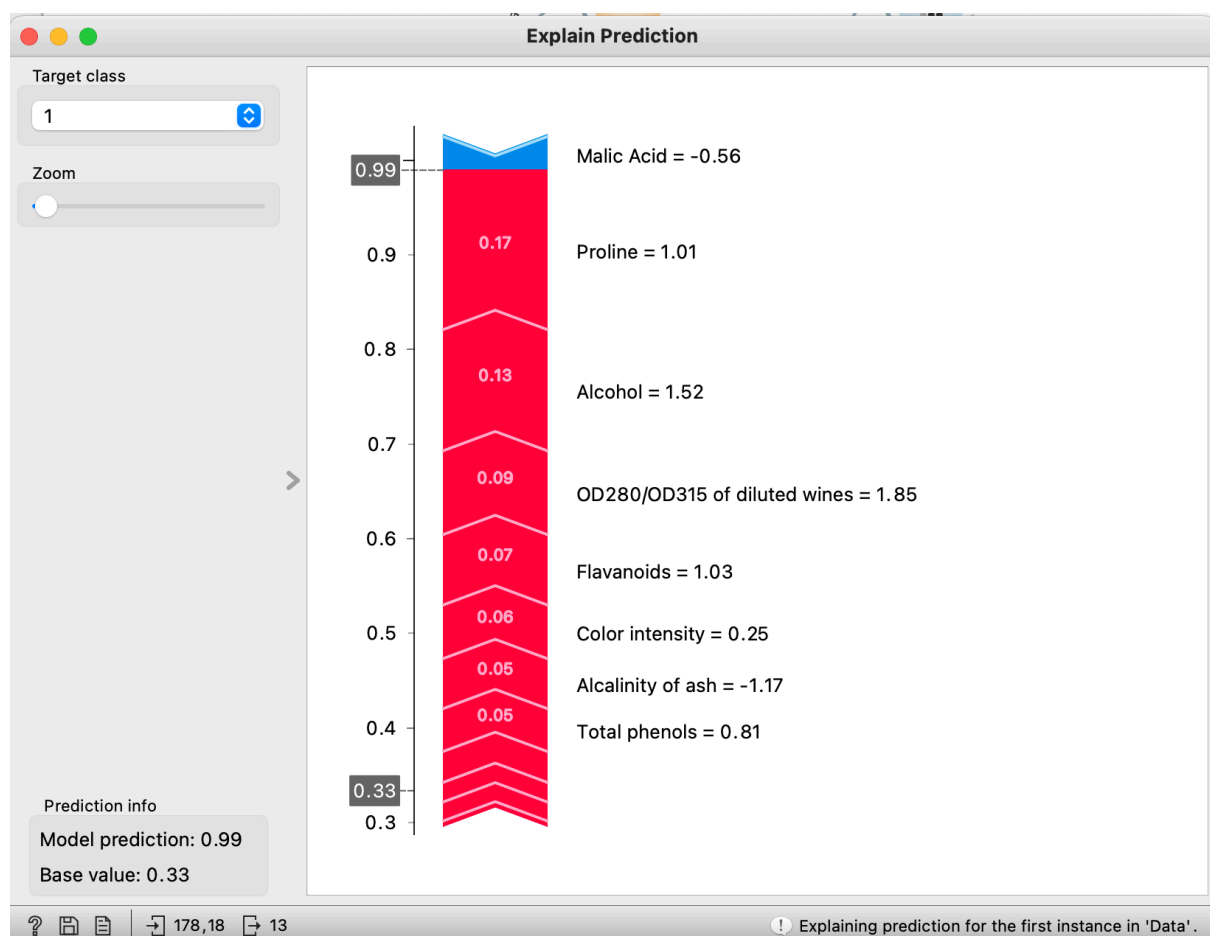 Explain Prediction
Target class
1
Zoom
Prediction info
Model prediction: 0.99
Base value: 0.33
0.99
0.9
0.8
0.7
0.6
0.5
0.4
0.33
0.3
0.17
0.13
0.09
0.07
0.06
0.05
0.05
Malic Acid = -0.56
Proline = 1.01
Alcohol = 1.52
OD280/OD315 of diluted wines = 1.85
Flavanoids = 1.03
Color intensity = 0.25
Alcalinity of ash = -1.17
Total phenols = 0.81
? 178,18 13
! Explaining prediction for the first instance in 'Data'.